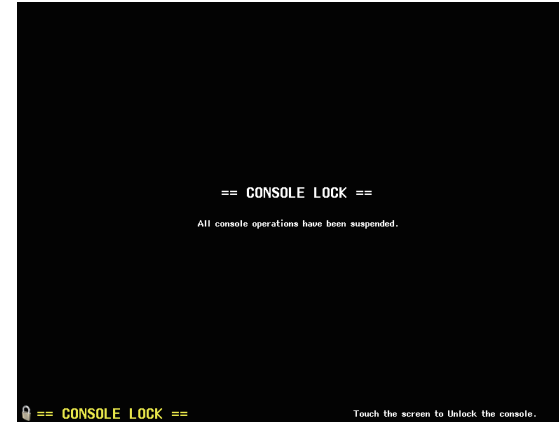 == CONSOLE LOCK ==
All console operations have been suspended.
== CONSOLE LOCK ==
Touch the screen to Unlock the console.